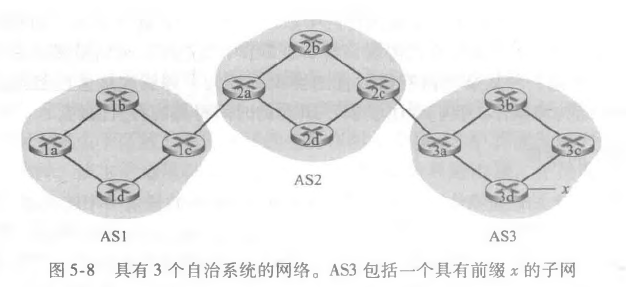 2b
1b
2a
2c
3b
1a
1c
2d
3a
3c
1d
3d
x
AS2
AS1
AS3
图 5-8 具有 3 个自治系统的网络。AS3 包括一个具有前缀 x 的子网